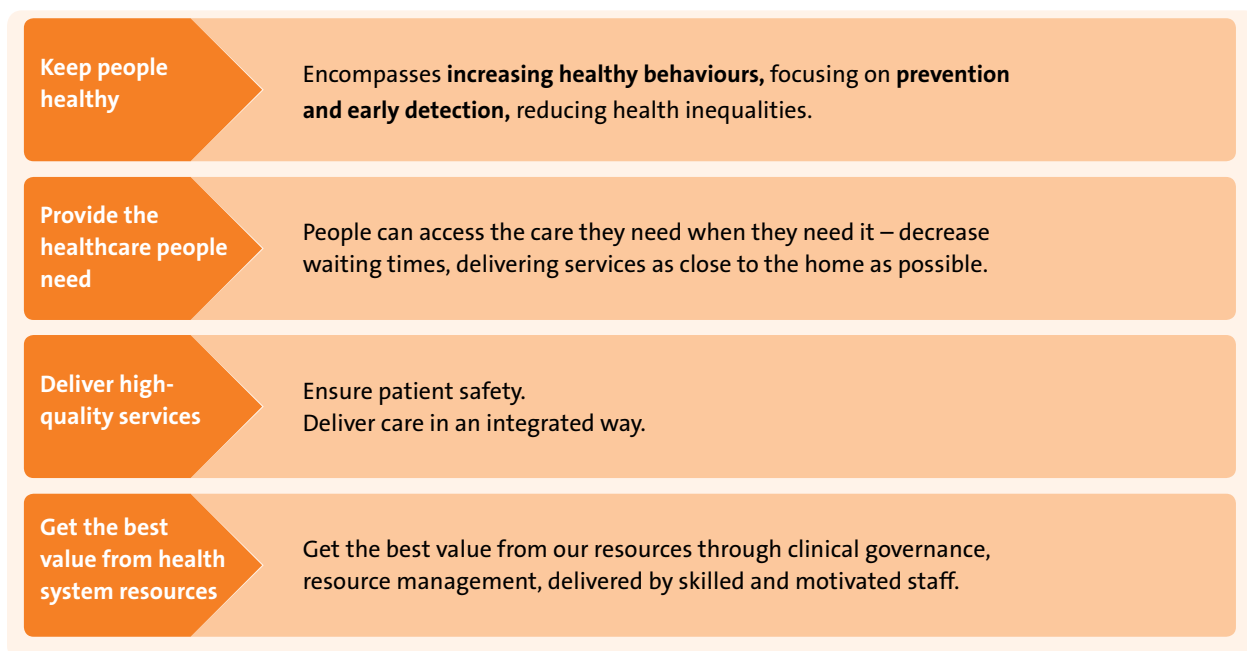 Keep people
healthy
Encompasses increasing healthy behaviours, focusing on prevention
and early detection, reducing health inequalities.
Provide the
healthcare people
need
People can access the care they need when they need it – decrease
waiting times, delivering services as close to the home as possible.
Deliver high-
quality services
Ensure patient safety.
Deliver care in an integrated way.
Get the best
value from health
system resources
Get the best value from our resources through clinical governance,
resource management, delivered by skilled and motivated staff.